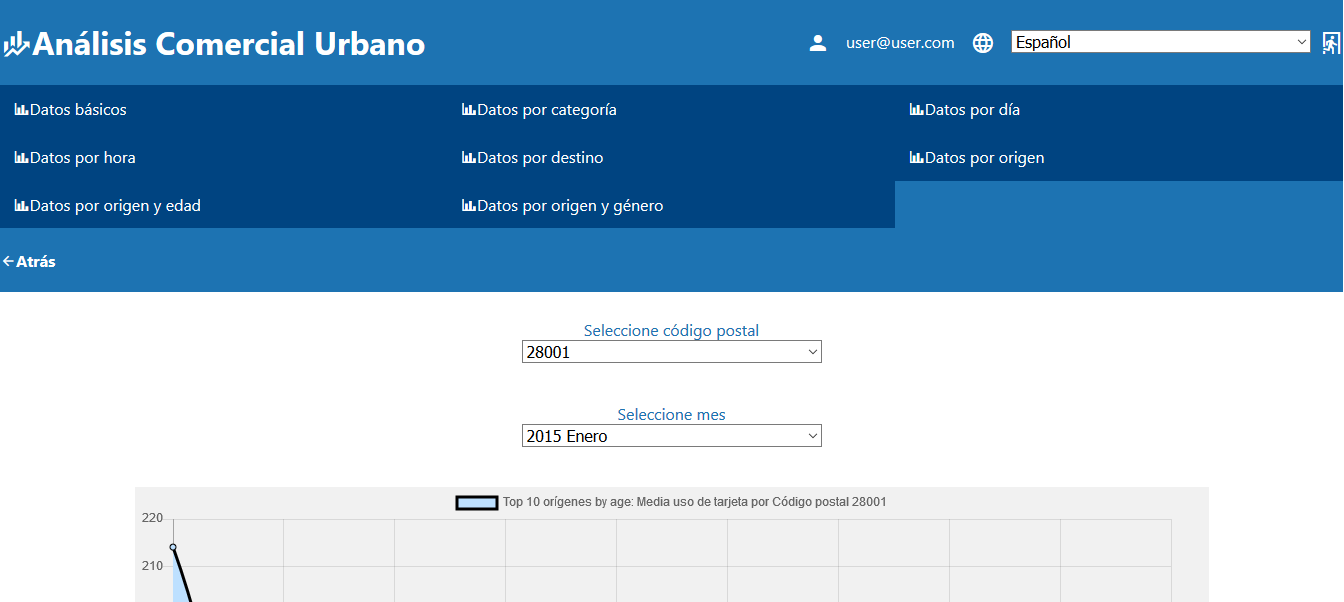 Análisis Comercial Urbano
user@user.com
Español
Datos básicos
Datos por categoría
Datos por día
Datos por hora
Datos por destino
Datos por origen
Datos por origen y edad
Datos por origen y género
Atrás
Seleccione código postal
28001
Seleccione mes
2015 Enero
Top 10 orígenes by age: Media uso de tarjeta por Código postal 28001
220
210